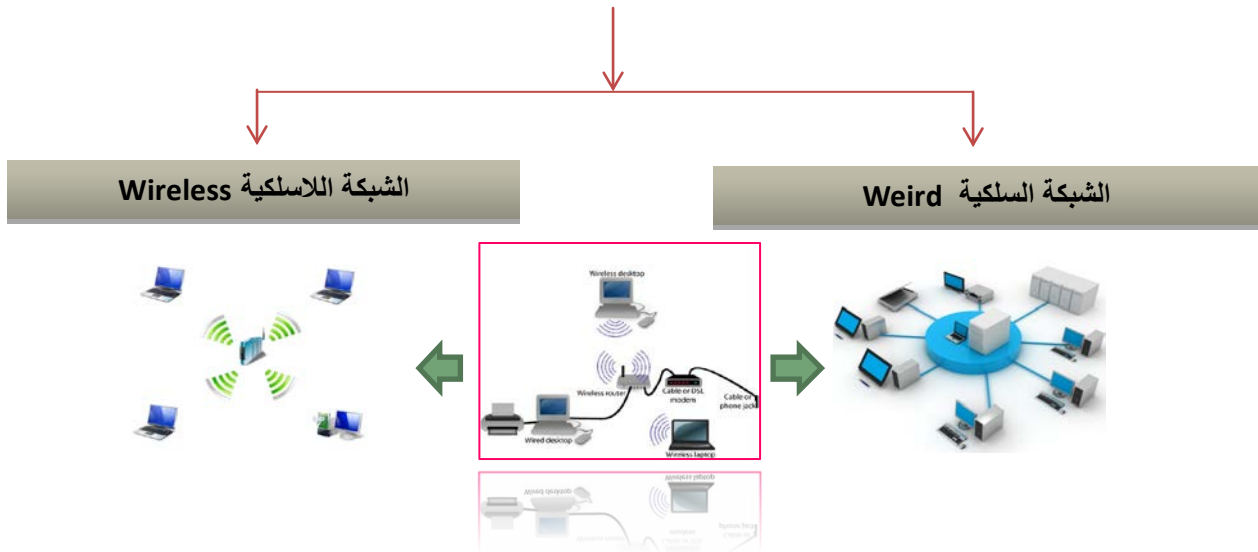 الشبكة السلكية Weird
الشبكة اللاسلكية Wireless
Wireless desktop
Wireless router
Cable or DSL
modem
Cable or
phone jack
Wired desktop
Wireless laptop